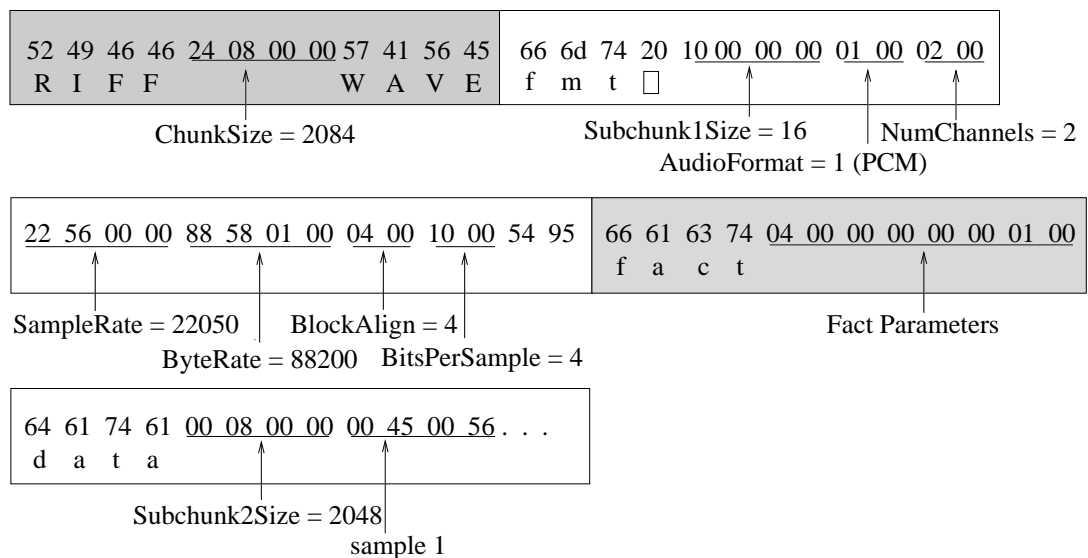 52 49 46 46 24 08 00 00 57 41 56 45 66 6d 74 20 10 00 00 00 01 00 02 00
R I F F W A V E f m t
ChunkSize = 2084 Subchunk1Size = 16 NumChannels = 2
AudioFormat = 1 (PCM)
22 56 00 00 88 58 01 00 04 00 10 00 54 95 66 61 63 74 04 00 00 00 00 00 01 00
f a c t
SampleRate = 22050 BlockAlign = 4 Fact Parameters
ByteRate = 88200 BitsPerSample = 4
64 61 74 61 00 08 00 00 00 45 00 56 . . .
d a t a
Subchunk2Size = 2048
sample 1